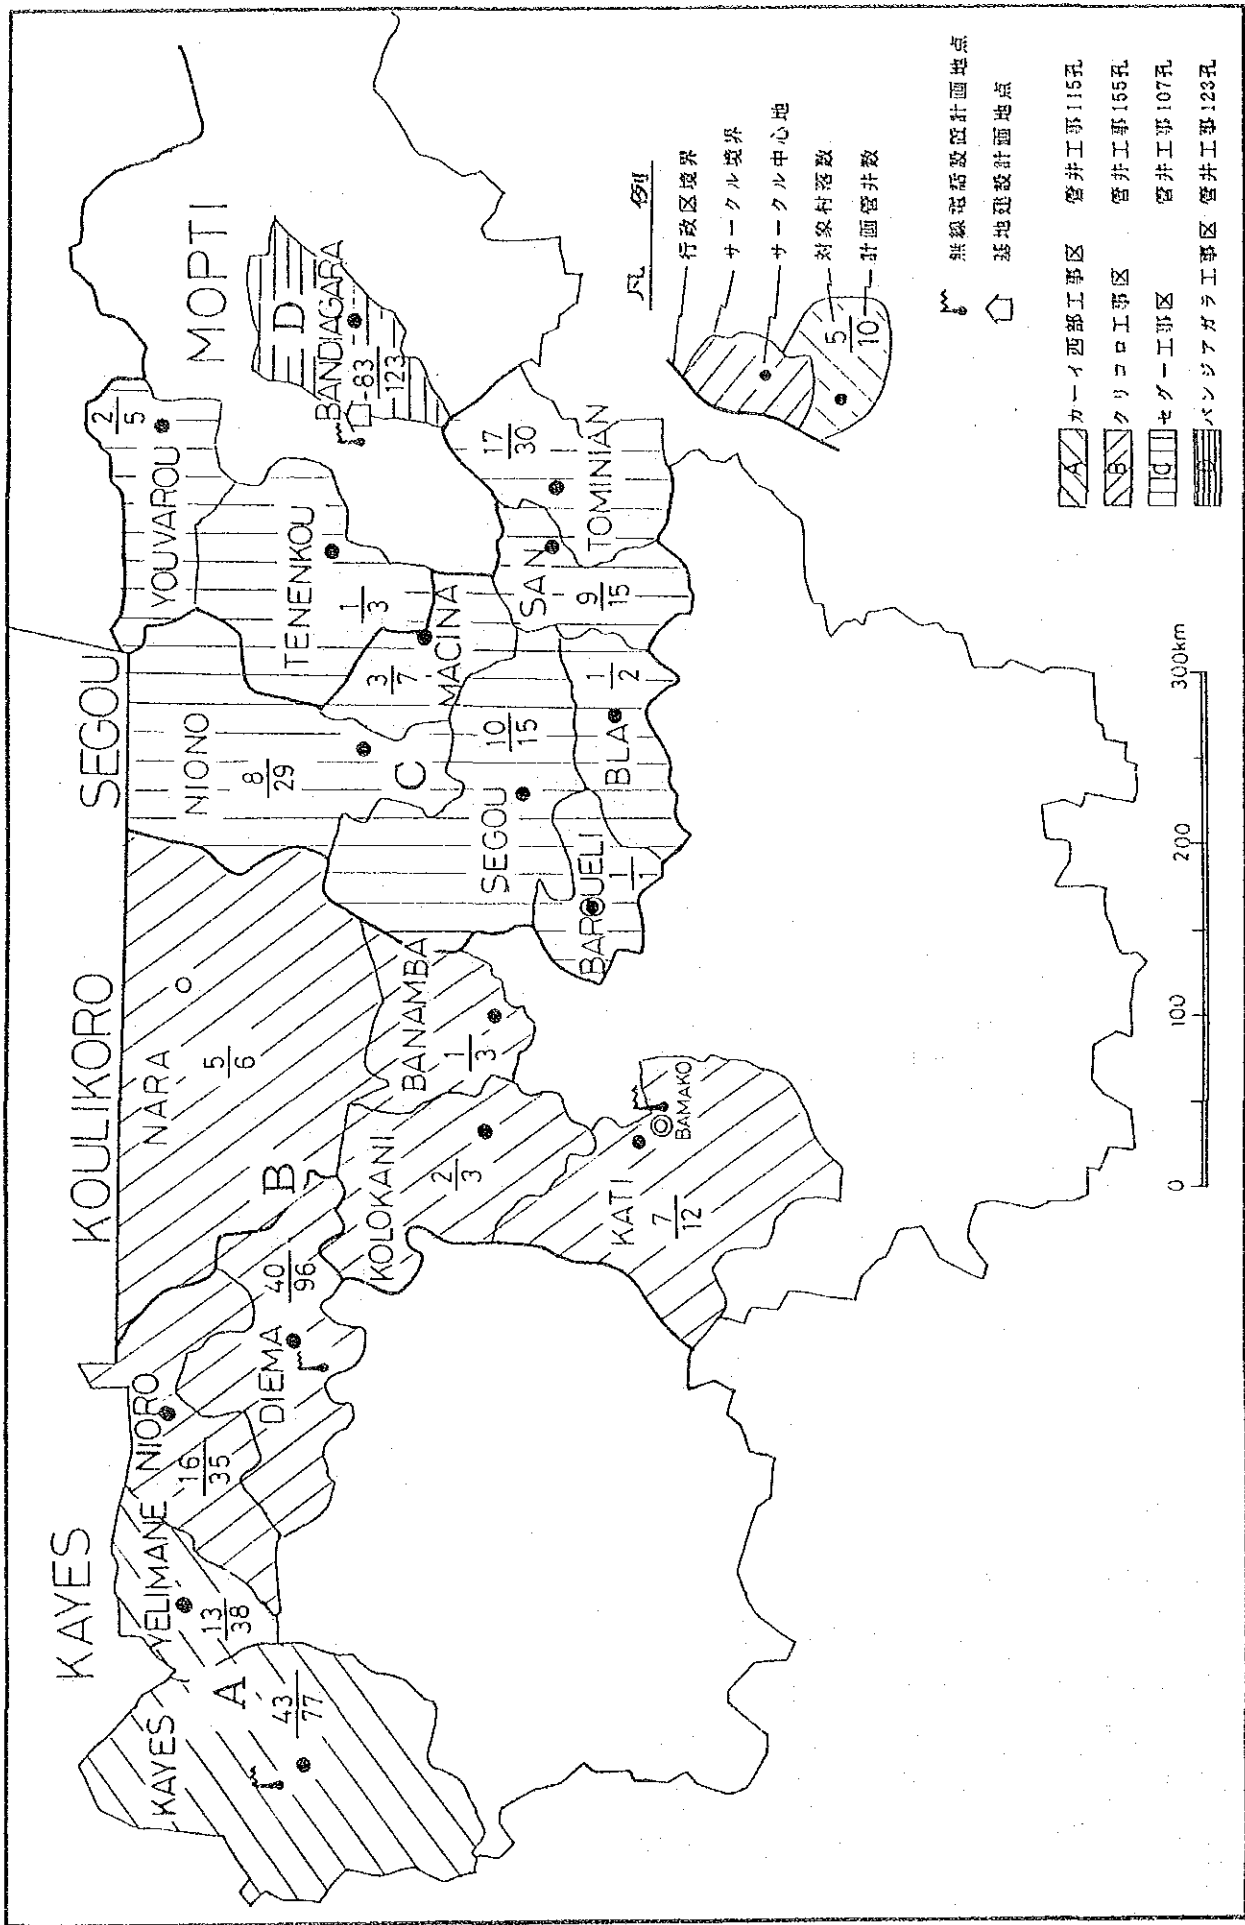 KAYES
KOULIKORO
SEGOU
MOPTI
KAYES
A
43
77
YELIMANE
13
38
NIORO
16
35
DIEMA
40
96
B
NARA
5
6
KOLOKANI
2
3
BANAMBA
1
3
KATI
7
12
BAMAKO
NIONO
8
29
C
SEGOU
10
15
BAROUELI
1
1
BLA
1
2
MACINA
3
7
TENENKOU
1
3
YOUVAROU
2
5
SAN
9
15
TOMINIAN
17
30
D
BANDIAGARA
83
123
凡 例
行政区境界
サークル境界
サークル中心地
対象村落数
計画管井数
5
10
無線電話設置計画地点
基地建設計画地点
A カーイ西部工事区 管井工事115孔
B クリコロ工事区 管井工事155孔
C セグー工事区 管井工事107孔
D バンジアガラ工事区 管井工事123孔
0 100 200 300km